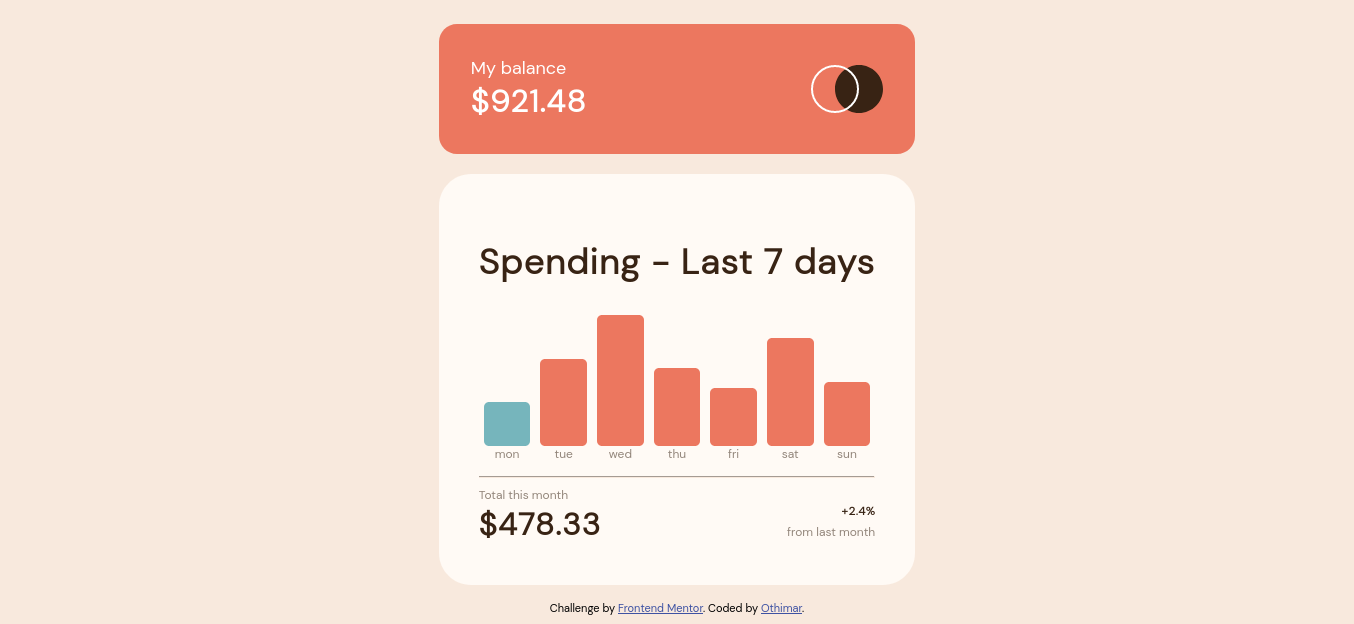 My balance
$921.48
Spending - Last 7 days
mon tue wed thu fri sat sun
Total this month
$478.33
+2.4%
from last month
Challenge by Frontend Mentor. Coded by Othimar.